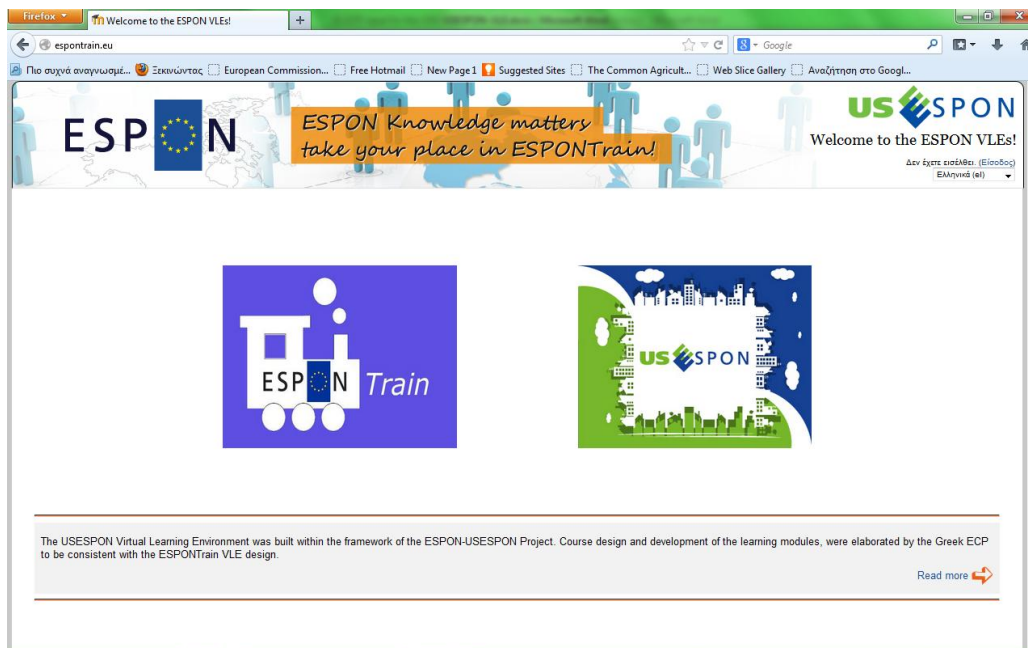 Firefox
Welcome to the ESPON VLEs!
espontrain.eu
Google
Πιο συχνά αναγνωσμέ...
Ξεκινώντας
European Commission...
Free Hotmail
New Page 1
Suggested Sites
The Common Agricult...
Web Slice Gallery
Αναζήτηση στο Googl...
ESPON
ESPON Knowledge matters
take your place in ESPONTrain!
USESPON
Welcome to the ESPON VLEs!
Δεν έχετε εισέλθει. (Είσοδος)
Ελληνικά (el)
ESPON Train
USESPON
The USESPON Virtual Learning Environment was built within the framework of the ESPON-USESPON Project. Course design and development of the learning modules, were elaborated by the Greek ECP
to be consistent with the ESPONTrain VLE design.
Read more